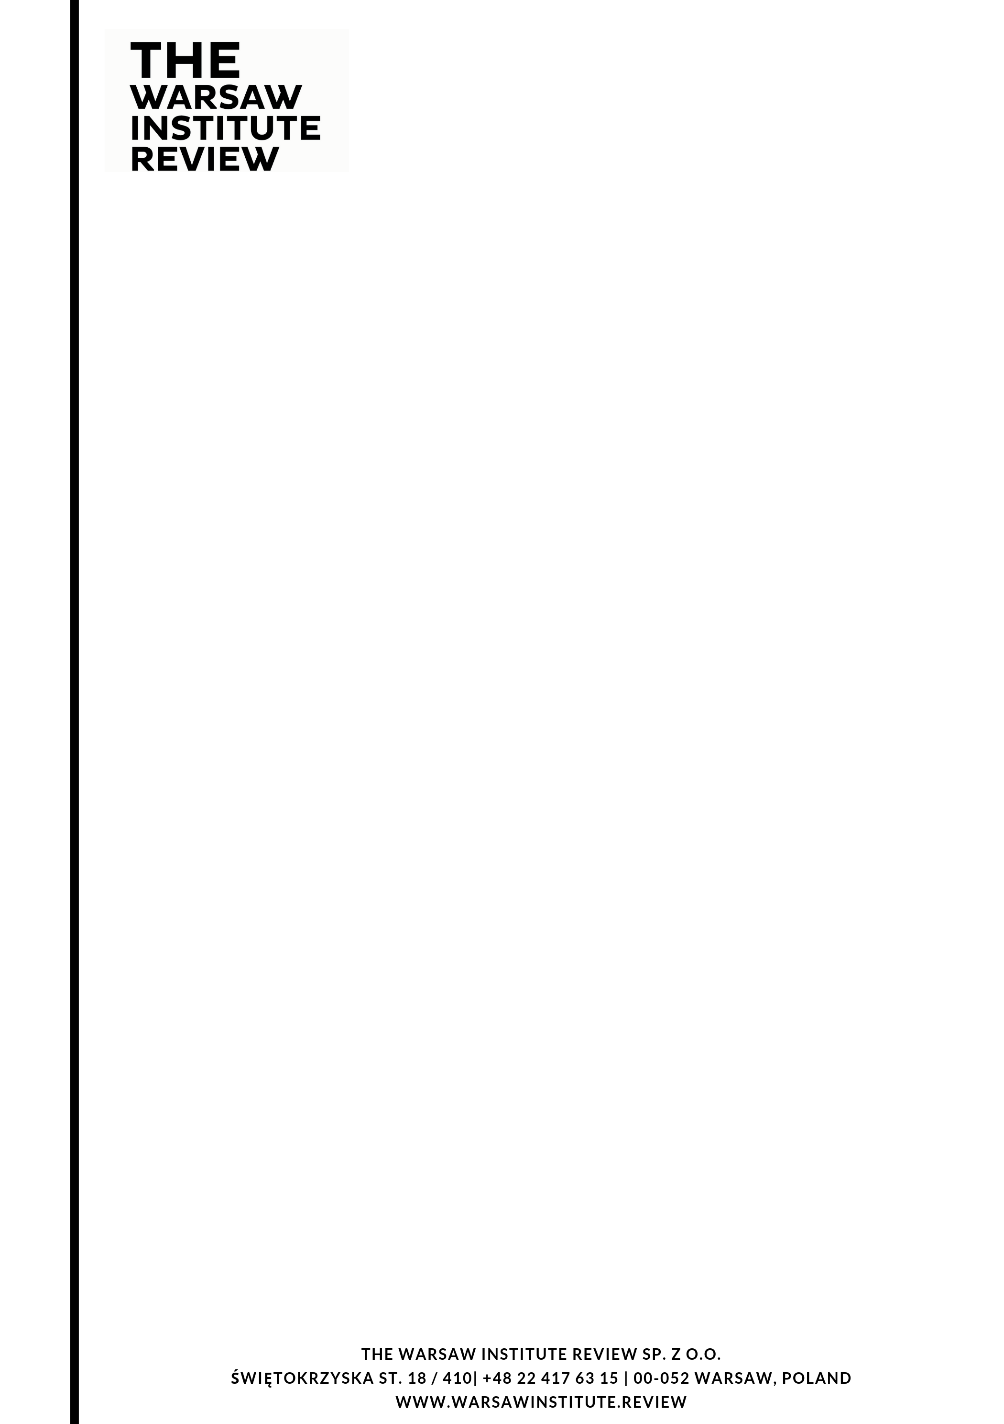 THE
WARSAW
INSTITUTE
REVIEW
THE WARSAW INSTITUTE REVIEW SP. Z O.O.
ŚWIĘTOKRZYSKA ST. 18 / 410| +48 22 417 63 15 | 00-052 WARSAW, POLAND
WWW.WARSAWINSTITUTE.REVIEW